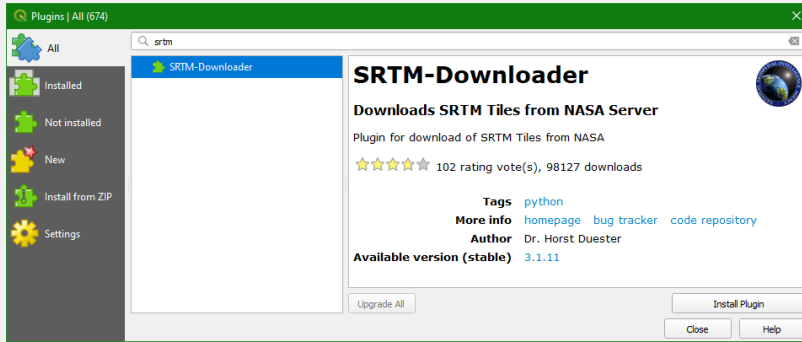 Plugins | All (674)
All
Installed
Not installed
New
Install from ZIP
Settings
srtm
SRTM-Downloader
SRTM-Downloader
Downloads SRTM Tiles from NASA Server
Plugin for download of SRTM Tiles from NASA
102 rating vote(s), 98127 downloads
Tags python
More info homepage bug tracker code repository
Author Dr. Horst Duester
Available version (stable) 3.1.11
Upgrade All
Install Plugin
Close
Help